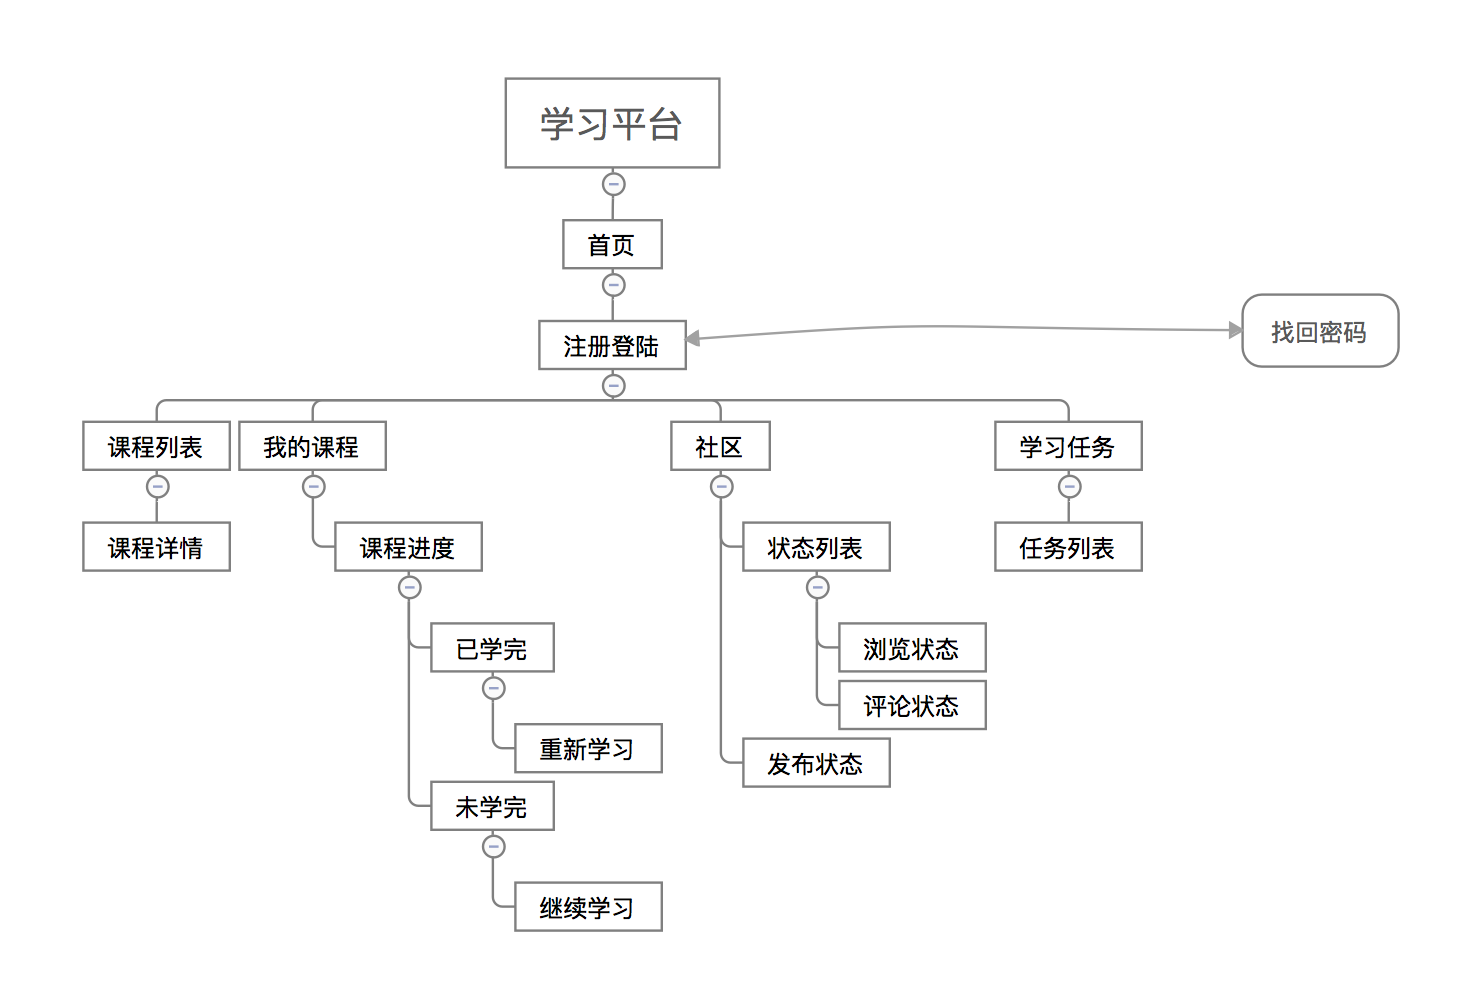 学习平台
首页
注册登陆
找回密码
课程列表
我的课程
社区
学习任务
课程详情
课程进度
状态列表
任务列表
已学完
浏览状态
评论状态
重新学习
发布状态
未学完
继续学习